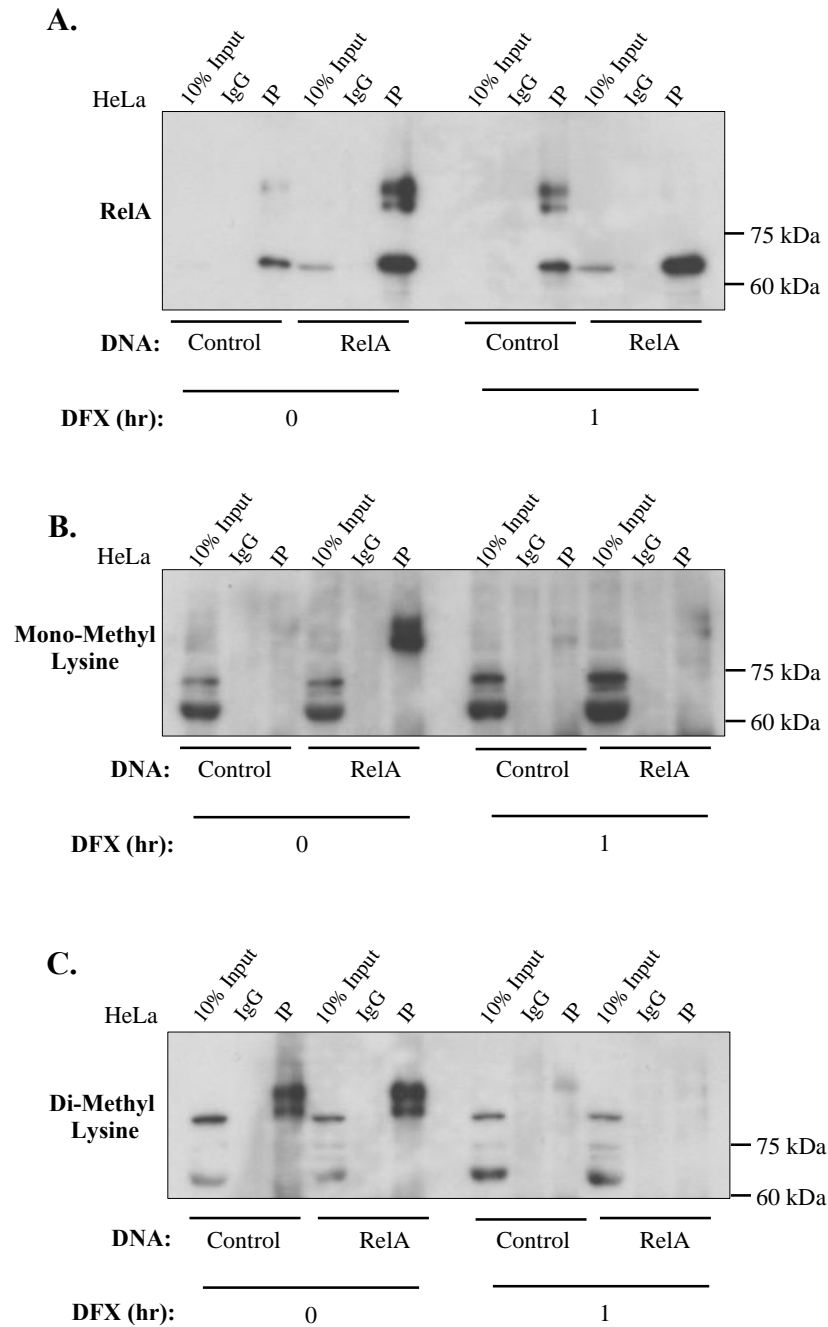 A.
HeLa 10% Input IgG IP 10% Input IgG IP 10% Input IgG IP 10% Input IgG IP
RelA
75 kDa
60 kDa
DNA: Control RelA Control RelA
DFX (hr): 0 1
B.
HeLa 10% Input IgG IP 10% Input IgG IP 10% Input IgG IP 10% Input IgG IP
Mono-Methyl
Lysine
75 kDa
60 kDa
DNA: Control RelA Control RelA
DFX (hr): 0 1
C.
HeLa 10% Input IgG IP 10% Input IgG IP 10% Input IgG IP 10% Input IgG IP
Di-Methyl
Lysine
75 kDa
60 kDa
DNA: Control RelA Control RelA
DFX (hr): 0 1